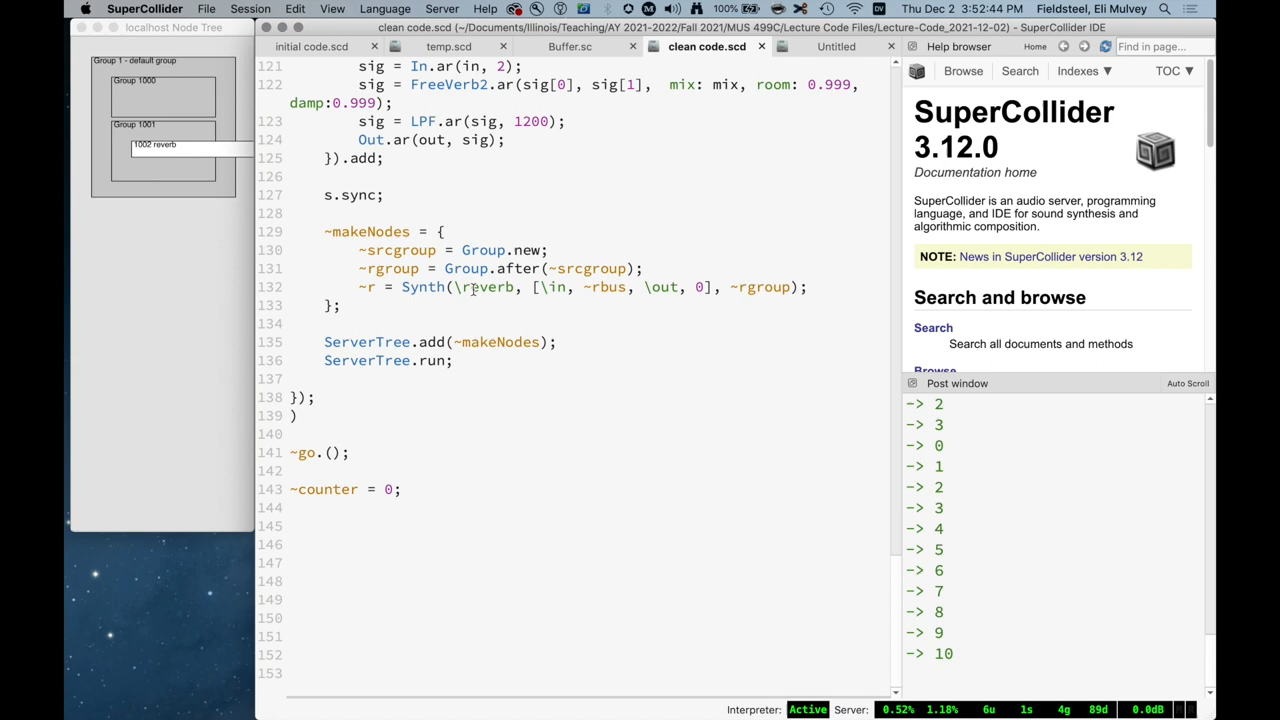 SuperCollider File Session Edit View Language Server Help 100% Thu Dec 2 3:52:44 PM Fieldsteel, Eli Mulvey
localhost Node Tree
clean code.scd (~/Documents/Illinois/Teaching/AY 2021-2022/Fall 2021/MUS 499C/Lecture Code Files/Lecture-Code_2021-12-02) - SuperCollider IDE
Group 1 - default group
Group 1000
Group 1001
1002 reverb
initial code.scd temp.scd Buffer.sc clean code.scd Untitled
121 sig = In.ar(in, 2);
122 sig = FreeVerb2.ar(sig[0], sig[1], mix: mix, room: 0.999,
damp:0.999);
123 sig = LPF.ar(sig, 1200);
124 Out.ar(out, sig);
125 }).add;
126
127 s.sync;
128
129 ~makeNodes = {
130 ~srcgroup = Group.new;
131 ~rgroup = Group.after(~srcgroup);
132 ~r = Synth(\reverb, [\in, ~rbus, \out, 0], ~rgroup);
133 };
134
135 ServerTree.add(~makeNodes);
136 ServerTree.run;
137
138 });
139 )
140
141 ~go.();
142
143 ~counter = 0;
144
145
146
147
148
149
150
151
152
153
Help browser Home Find in page...
Browse Search Indexes ▼ TOC ▼
SuperCollider
3.12.0
Documentation home
SuperCollider is an audio server, programming
language, and IDE for sound synthesis and
algorithmic composition.
NOTE: News in SuperCollider version 3.12
Search and browse
Search
Search all documents and methods
Browse
Post window Auto Scroll
-> 2
-> 3
-> 0
-> 1
-> 2
-> 3
-> 4
-> 5
-> 6
-> 7
-> 8
-> 9
-> 10
Interpreter: Active Server: 0.52% 1.18% 6u 1s 4g 89d 0.0dB M R